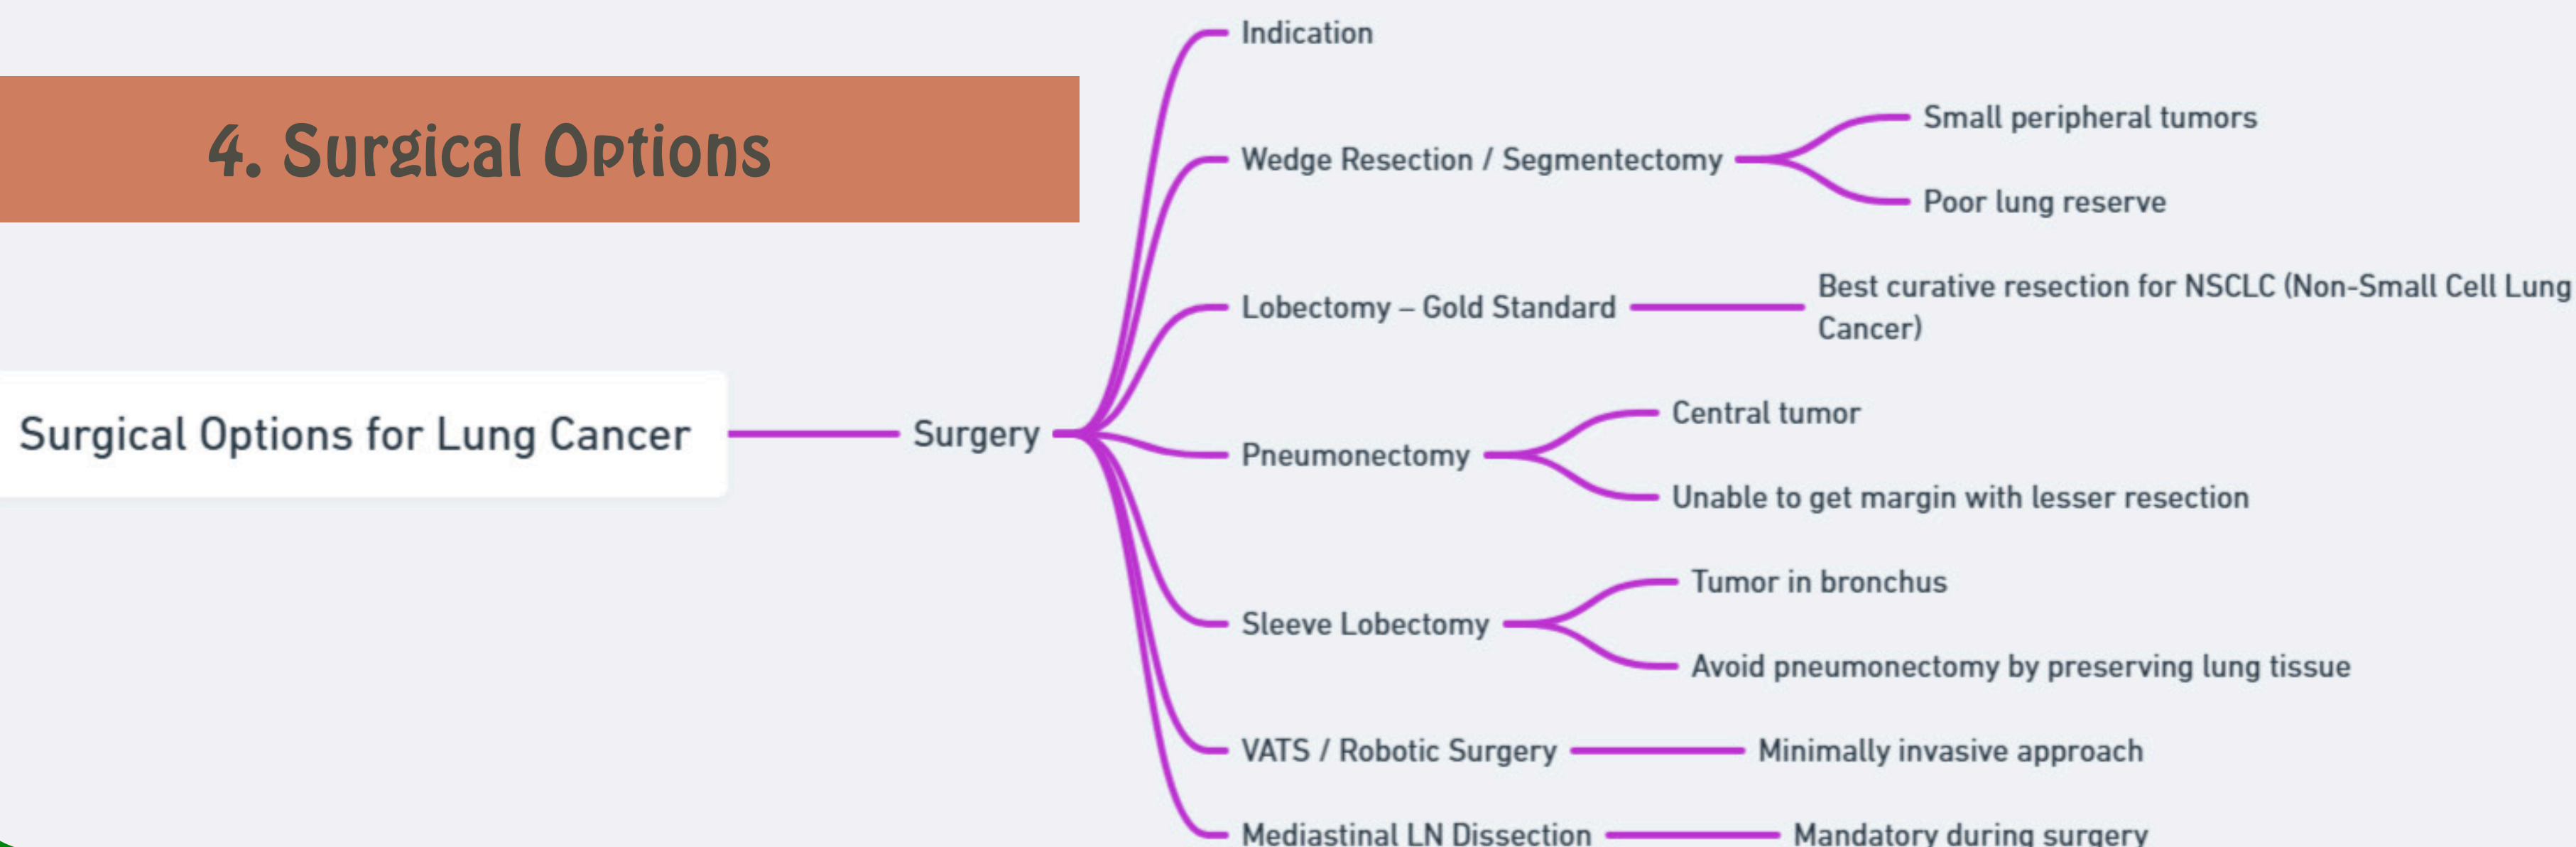 4. Surgical Options
Surgical Options for Lung Cancer
Surgery
Indication
Wedge Resection / Segmentectomy
Small peripheral tumors
Poor lung reserve
Lobectomy – Gold Standard
Best curative resection for NSCLC (Non-Small Cell Lung
Cancer)
Pneumonectomy
Central tumor
Unable to get margin with lesser resection
Sleeve Lobectomy
Tumor in bronchus
Avoid pneumonectomy by preserving lung tissue
VATS / Robotic Surgery
Minimally invasive approach
Mediastinal LN Dissection
Mandatory during surgery